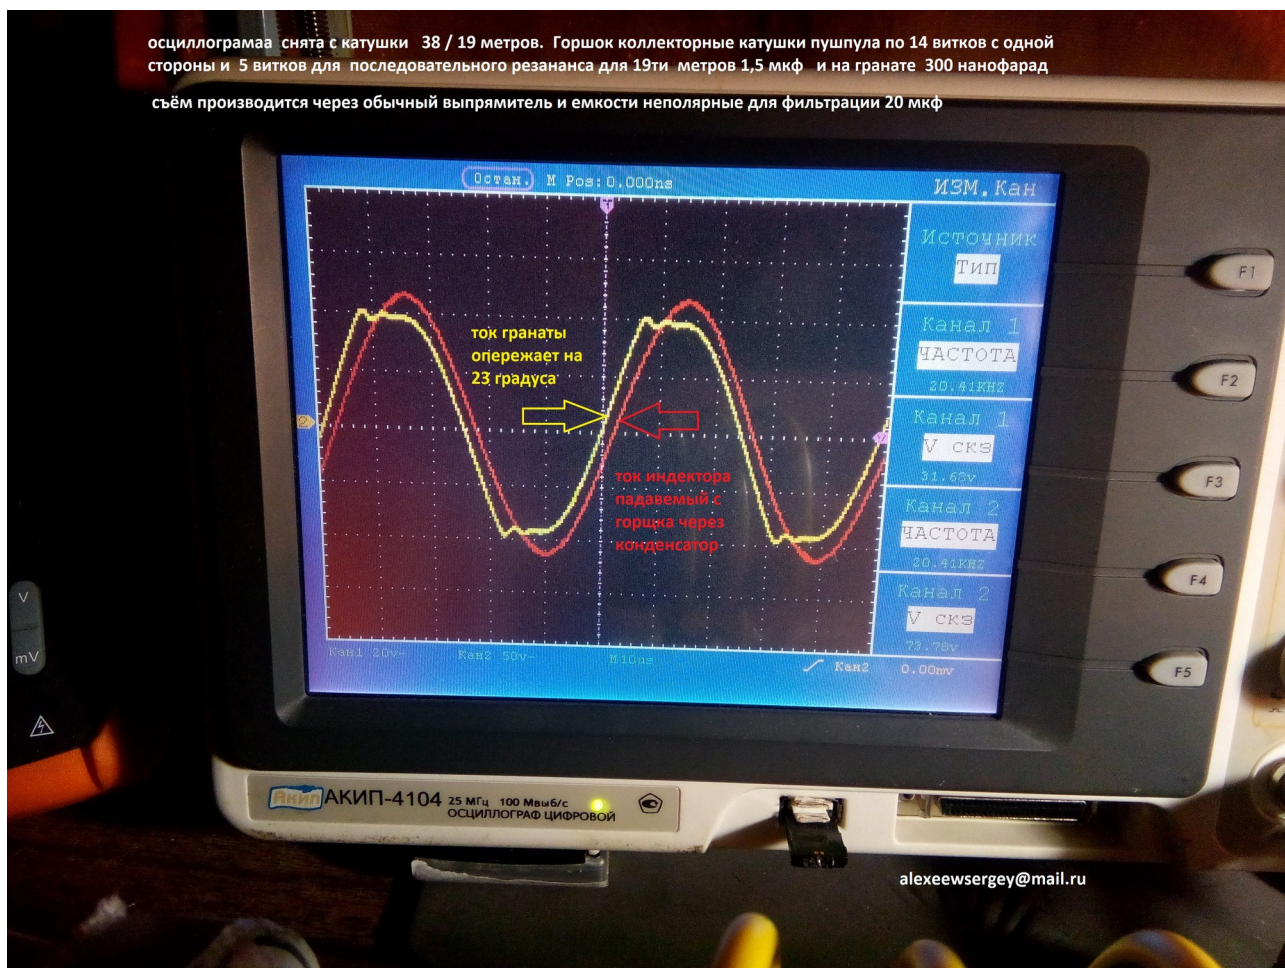 осциллограмаа снята с катушки 38 / 19 метров. Горшок коллекторные катушки пушпула по 14 витков с одной
стороны и 5 витков для последовательного резананса для 19ти метров 1,5 мкф и на гранате 300 нанофарад
съём производится через обычный выпрямитель и емкости неполярные для фильтрации 20 мкф
Остан. M Pos: 0.000ns
ИЗМ. Кан
Источник
Тип
Канал 1
ЧАСТОТА
20.41KHZ
Канал 1
V скз
31.68v
Канал 2
ЧАСТОТА
20.41KHZ
Канал 2
V скз
73.78v
ток гранаты
опережает на
23 градуса
ток индектора
падавемый с
горщка через
конденсатор
Кан1 20v~ Кан2 50v~ M10us Кан2 0.00mv
F1
F2
F3
F4
F5
V
mV
Акип АКИП-4104 25 МГц 100 Мвыб/с
ОСЦИЛЛОГРАФ ЦИФРОВОЙ
alexeewsergey@mail.ru